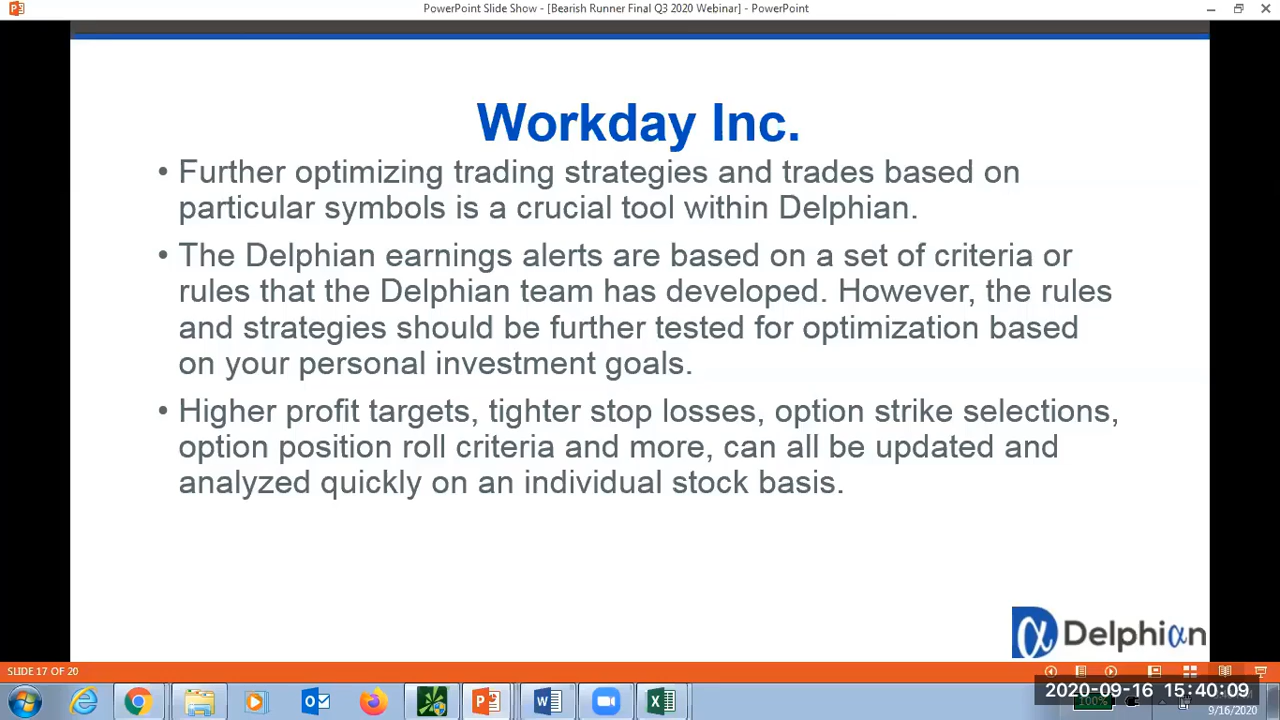 PowerPoint Slide Show - [Bearish Runner Final Q3 2020 Webinar] - PowerPoint
Workday Inc.
• Further optimizing trading strategies and trades based on
particular symbols is a crucial tool within Delphian.
• The Delphian earnings alerts are based on a set of criteria or
rules that the Delphian team has developed. However, the rules
and strategies should be further tested for optimization based
on your personal investment goals.
• Higher profit targets, tighter stop losses, option strike selections,
option position roll criteria and more, can all be updated and
analyzed quickly on an individual stock basis.
α Delphiαn
SLIDE 17 OF 20
2020-09-16 15:40:09
100%
9/16/2020